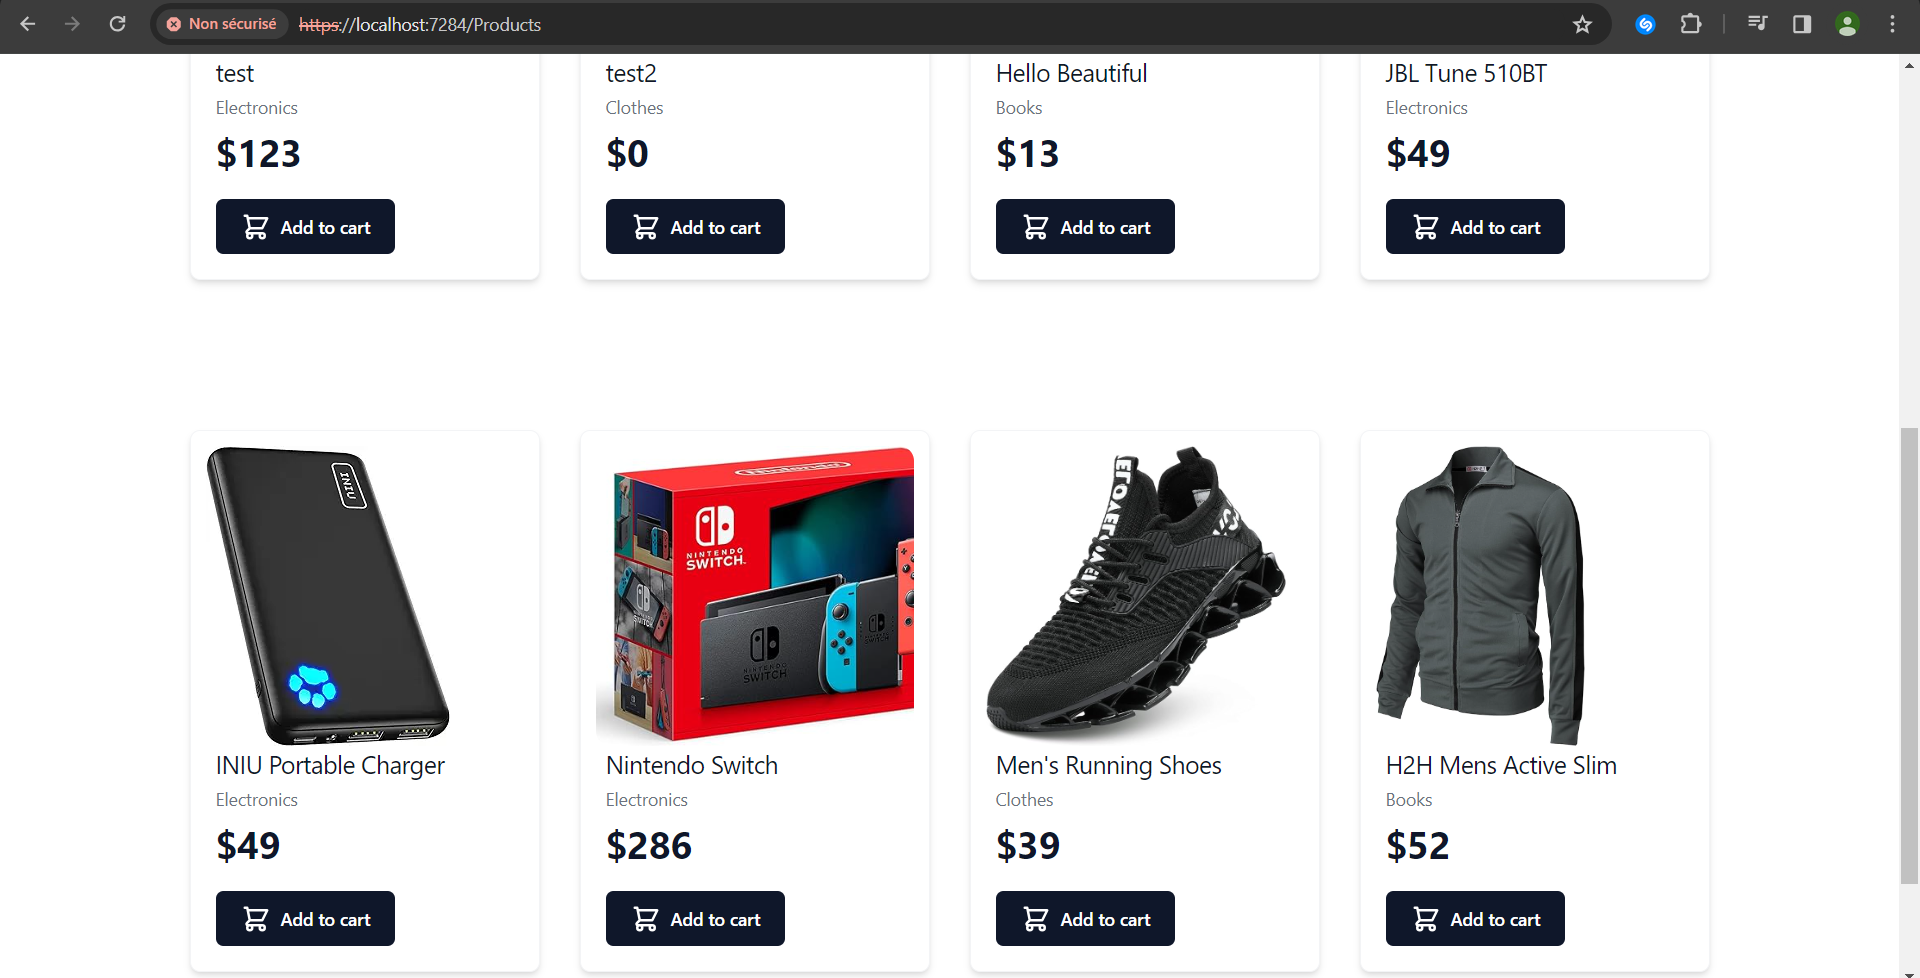 Non sécurisé https://localhost:7284/Products
test
Electronics
$123
Add to cart
test2
Clothes
$0
Add to cart
Hello Beautiful
Books
$13
Add to cart
JBL Tune 510BT
Electronics
$49
Add to cart
INIU
INIU Portable Charger
Electronics
$49
Add to cart
Nintendo
NINTENDO
SWITCH
NINTENDO
SWITCH
Nintendo Switch
Electronics
$286
Add to cart
Men's Running Shoes
Clothes
$39
Add to cart
H2H Mens Active Slim
Books
$52
Add to cart